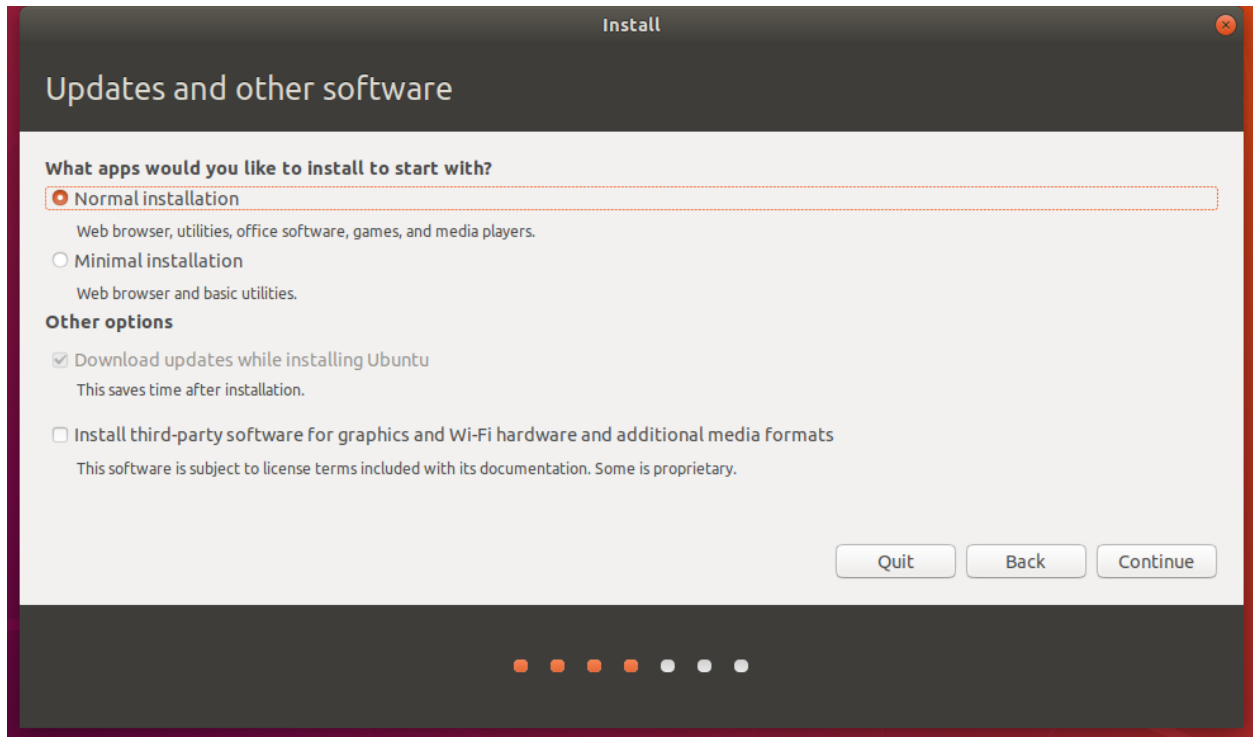 Install
Updates and other software
What apps would you like to install to start with?
Normal installation
Web browser, utilities, office software, games, and media players.
Minimal installation
Web browser and basic utilities.
Other options
Download updates while installing Ubuntu
This saves time after installation.
Install third-party software for graphics and Wi-Fi hardware and additional media formats
This software is subject to license terms included with its documentation. Some is proprietary.
Quit Back Continue